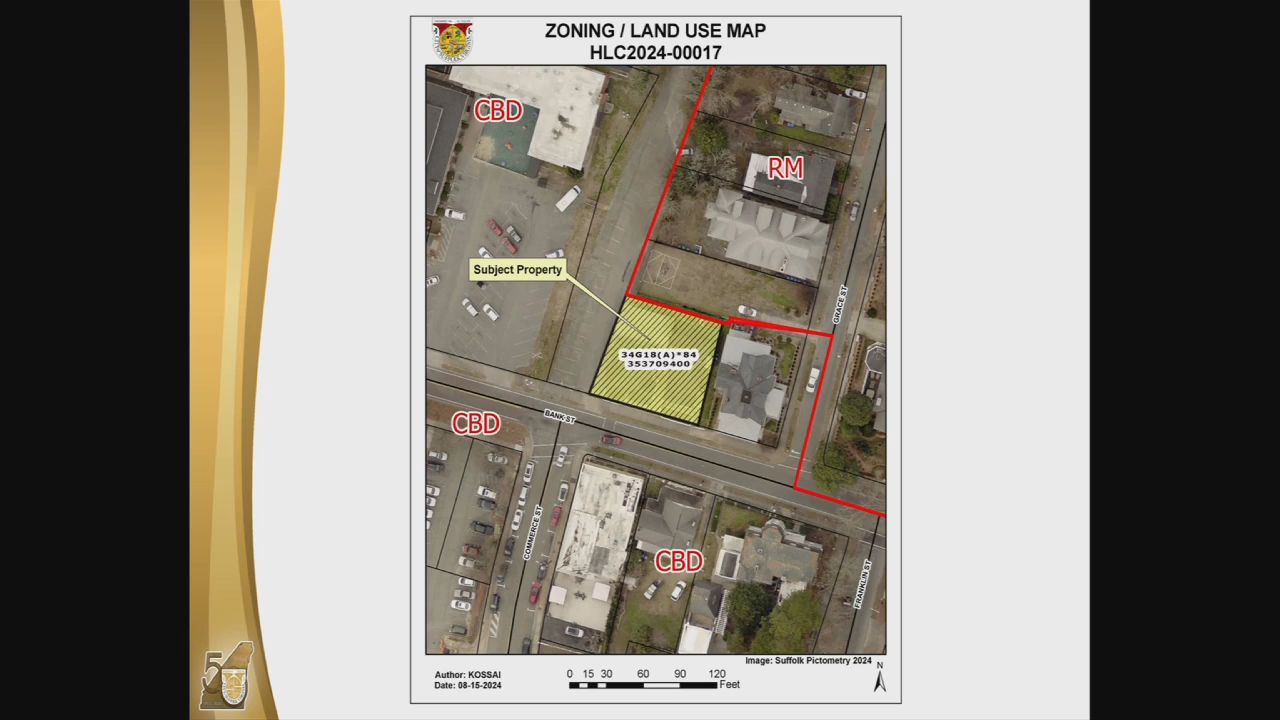 ZONING / LAND USE MAP
HLC2024-00017
CBD
RM
Subject Property
GRACE ST
34G18(A)*84
353709400
CBD
BANK ST
COMMERCE ST
CBD
FRANKLIN ST
Image: Suffolk Pictometry 2024
N
Author: KOSSAI
Date: 08-15-2024
0 15 30 60 90 120
Feet